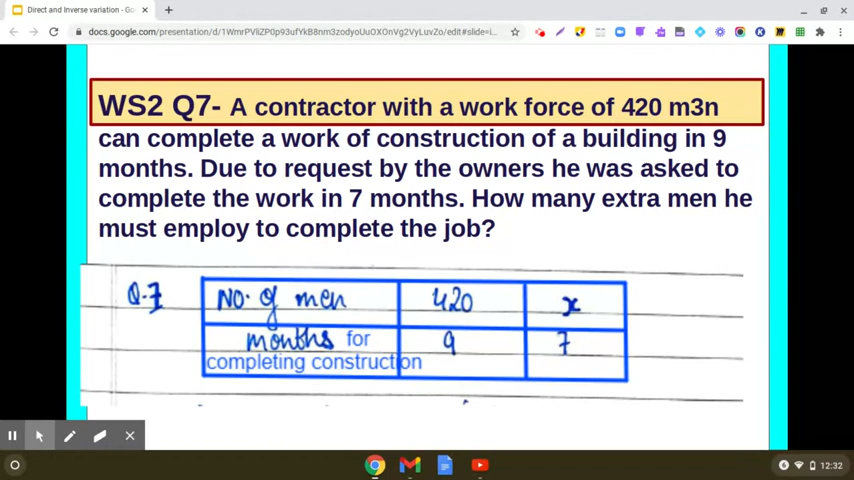 Direct and Inverse variation - Goo
docs.google.com/presentation/d/1WmrPVliZP0p93ufYkB8nm3zodyoUuOXOnVg2VyLuvZo/edit#slide=i...
WS2 Q7- A contractor with a work force of 420 m3n
can complete a work of construction of a building in 9
months. Due to request by the owners he was asked to
complete the work in 7 months. How many extra men he
must employ to complete the job?
Q.7 No. of men 420 x
months for 9 7
completing construction
6 12:32